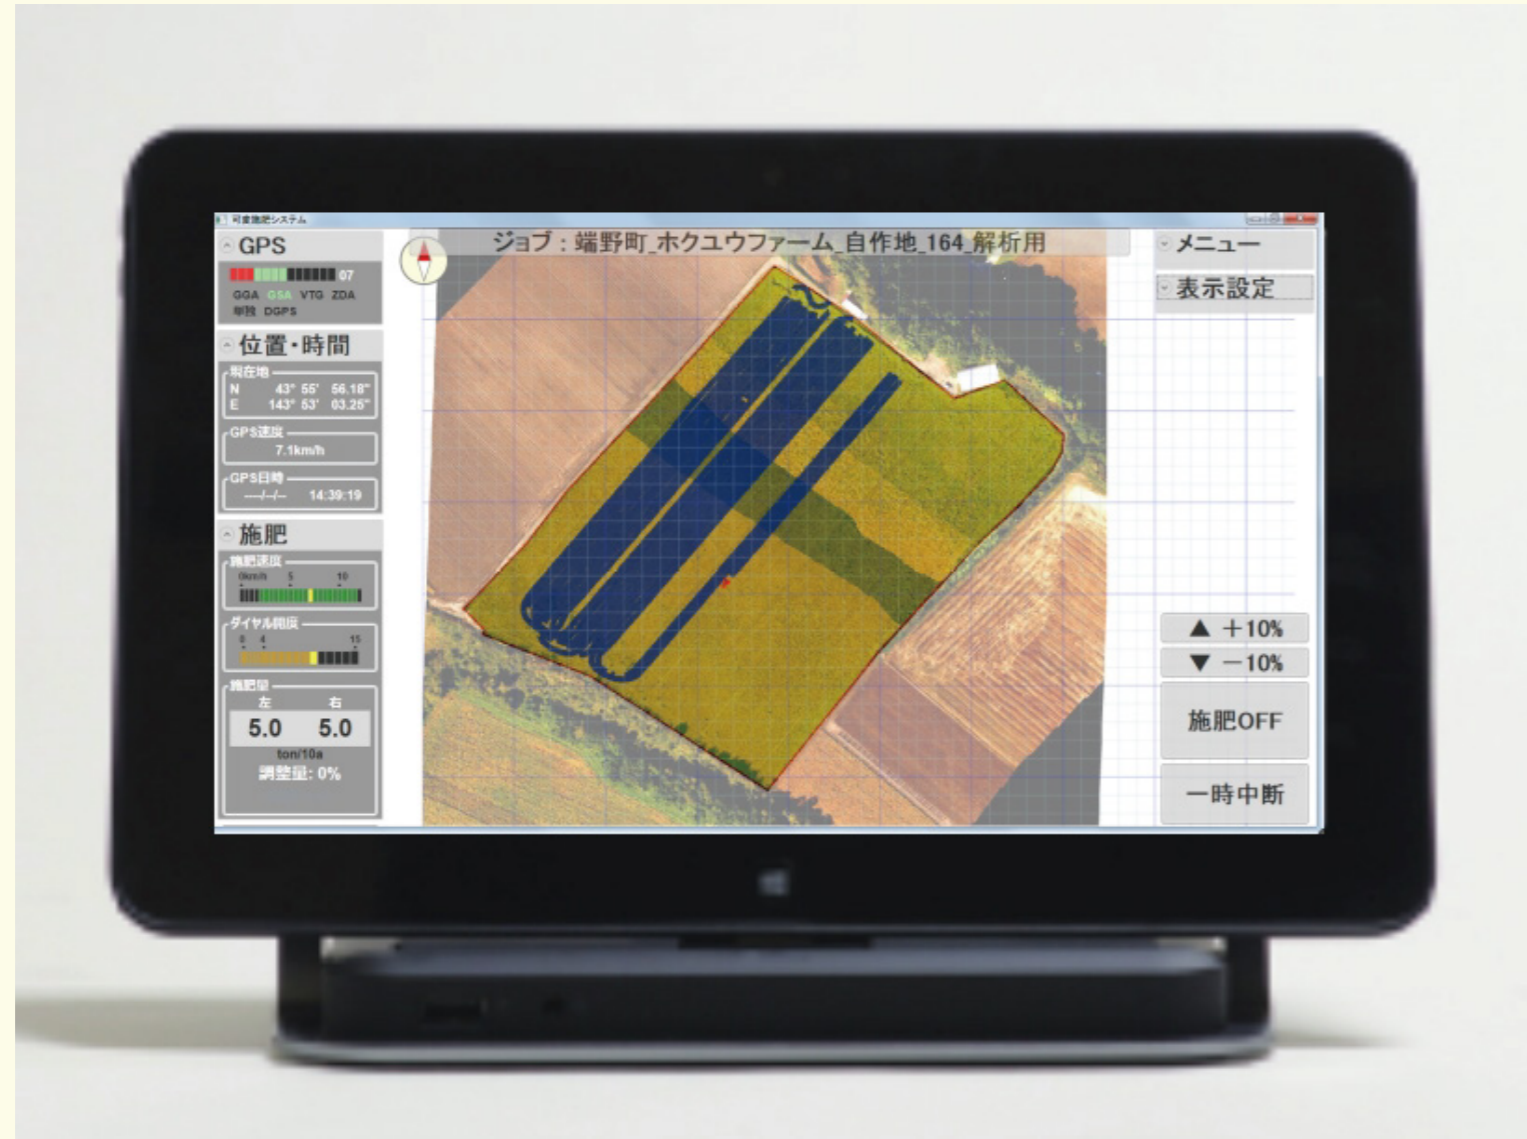 可変施肥システム
GPS
07
GGA GSA VTG ZDA
単独 DGPS
位置・時間
現在地
N 43° 55' 56.18"
E 143° 53' 03.25"
GPS速度
7.1km/h
GPS日時
----/--/-- 14:39:19
施肥
施肥速度
0km/h 5 10
ダイヤル開度
0 4 15
施肥量
左 右
5.0 5.0
ton/10a
調整量: 0%
ジョブ : 端野町_ホクユウファーム_自作地_164_解析用
メニュー
表示設定
▲ +10%
▼ -10%
施肥OFF
一時中断